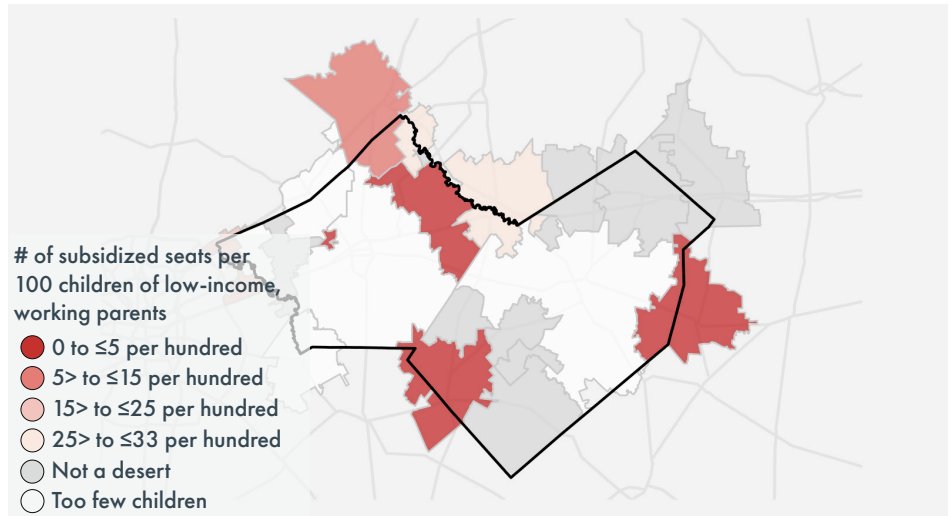 # of subsidized seats per
100 children of low-income,
working parents
0 to ≤5 per hundred
5> to ≤15 per hundred
15> to ≤25 per hundred
25> to ≤33 per hundred
Not a desert
Too few children